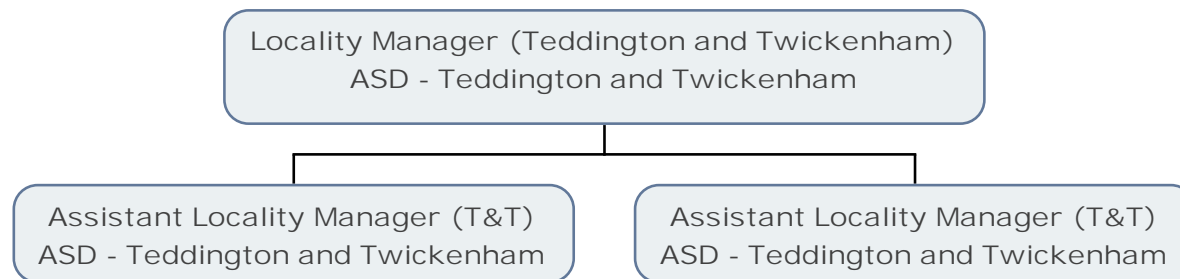 Locality Manager (Teddington and Twickenham)
ASD - Teddington and Twickenham
Assistant Locality Manager (T&T)
ASD - Teddington and Twickenham
Assistant Locality Manager (T&T)
ASD - Teddington and Twickenham